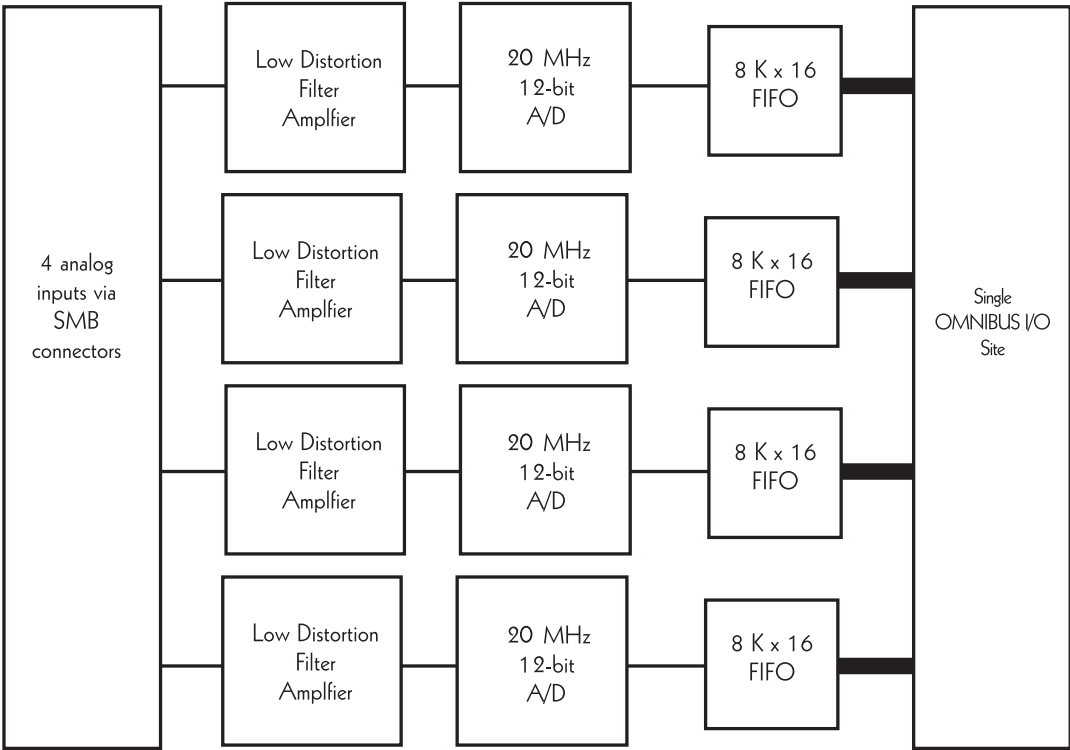 4 analog
inputs via
SMB
connectors
Low Distortion
Filter
Amplfier
20 MHz
12-bit
A/D
8 K x 16
FIFO
Low Distortion
Filter
Amplfier
20 MHz
12-bit
A/D
8 K x 16
FIFO
Low Distortion
Filter
Amplfier
20 MHz
12-bit
A/D
8 K x 16
FIFO
Low Distortion
Filter
Amplfier
20 MHz
12-bit
A/D
8 K x 16
FIFO
Single
OMNIBUS I/O
Site